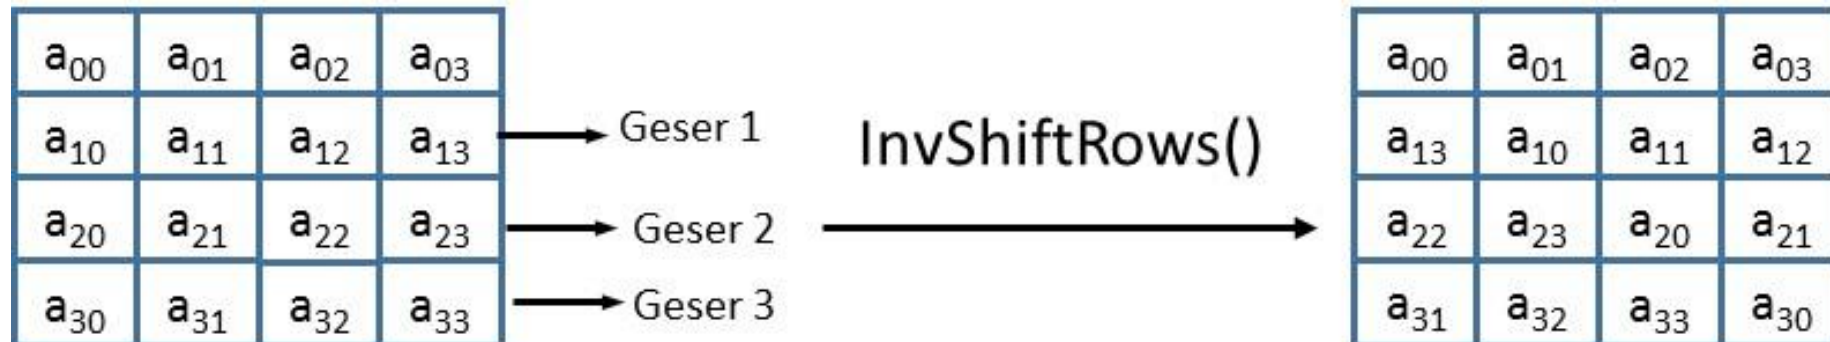 a00 a01 a02 a03
a10 a11 a12 a13
a20 a21 a22 a23
a30 a31 a32 a33
Geser 1
Geser 2
Geser 3
InvShiftRows()
a00 a01 a02 a03
a13 a10 a11 a12
a22 a23 a20 a21
a31 a32 a33 a30